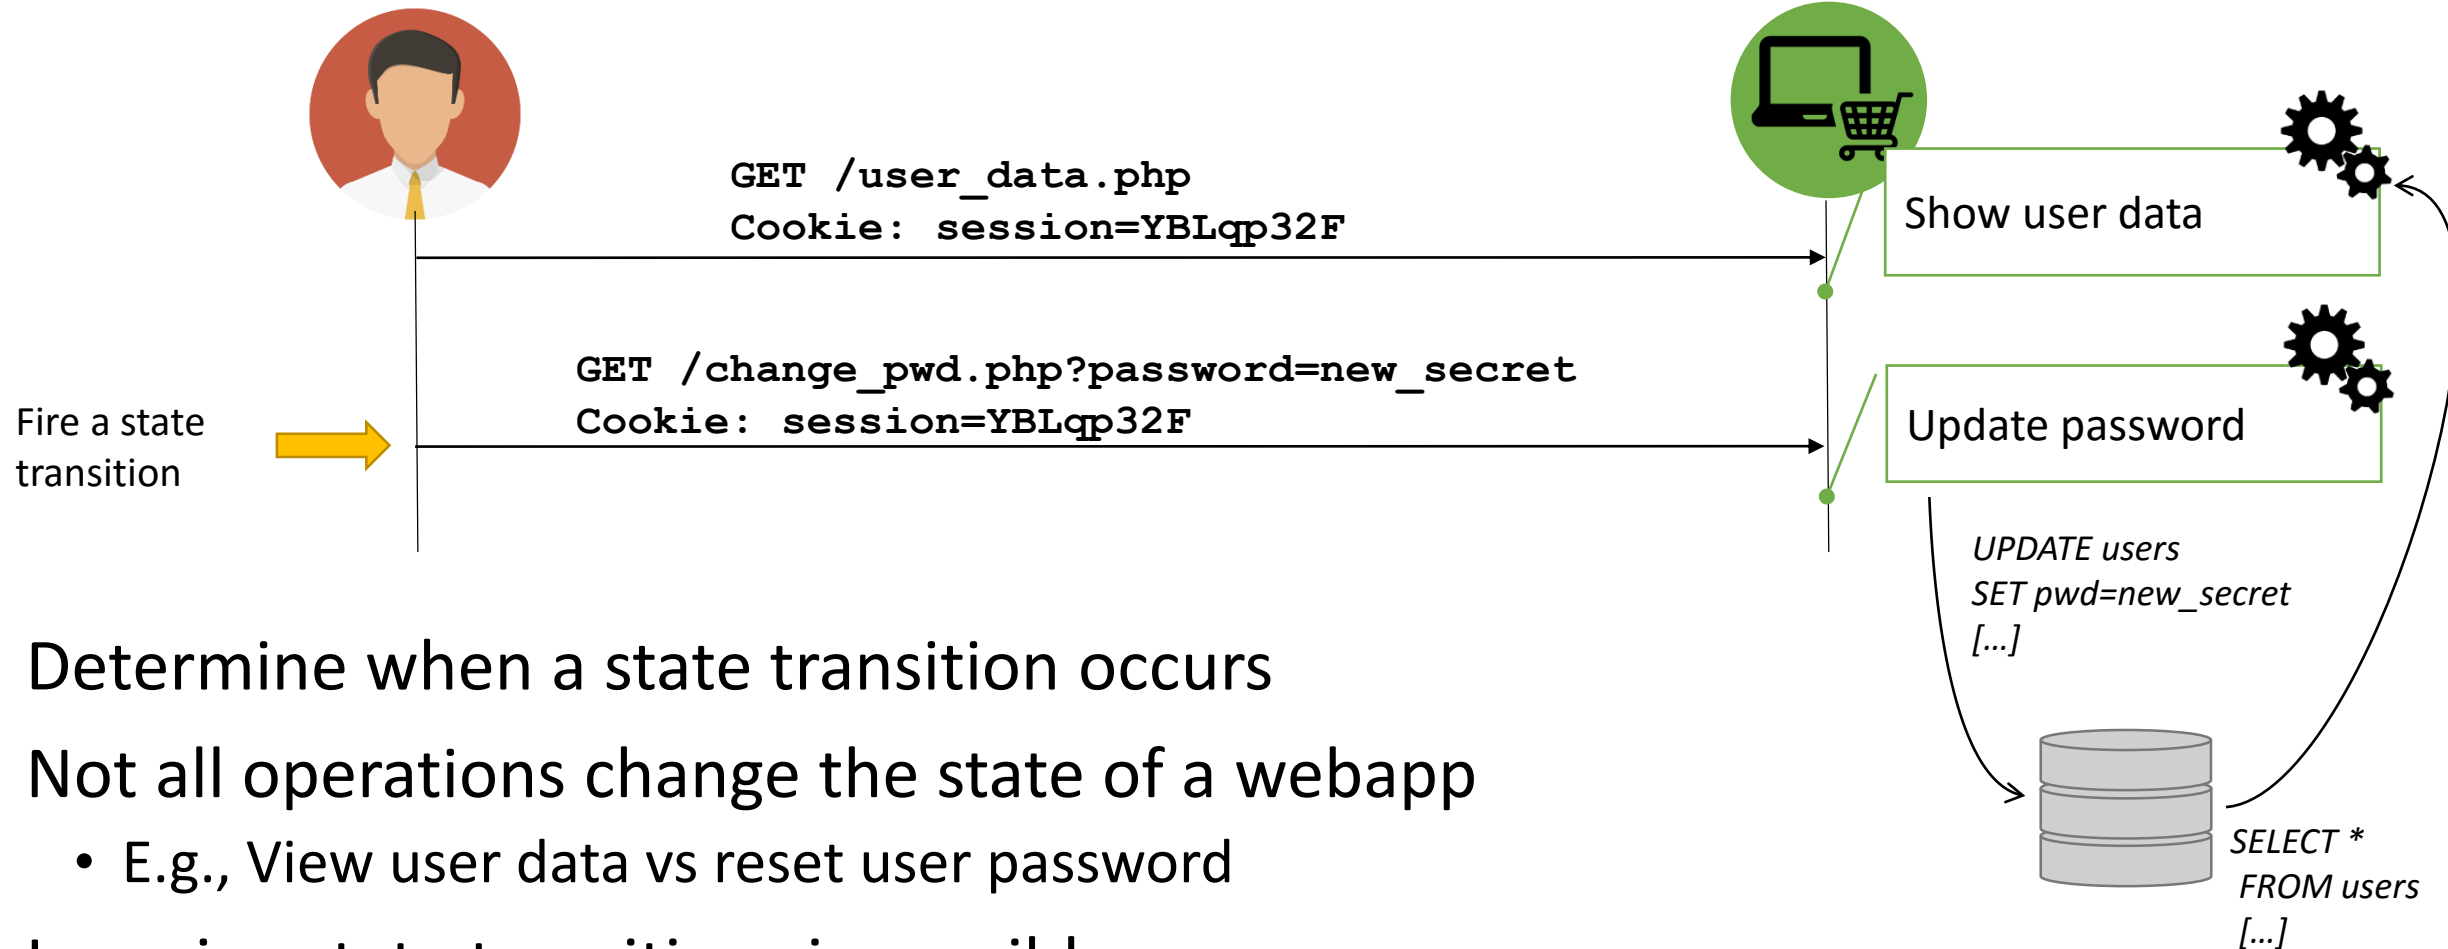 GET /user_data.php
Cookie: session=YBLqp32F
Show user data
GET /change_pwd.php?password=new_secret
Cookie: session=YBLqp32F
Fire a state
transition
Update password
UPDATE users
SET pwd=new_secret
[...]
Determine when a state transition occurs
Not all operations change the state of a webapp
• E.g., View user data vs reset user password
SELECT *
FROM users
[...]